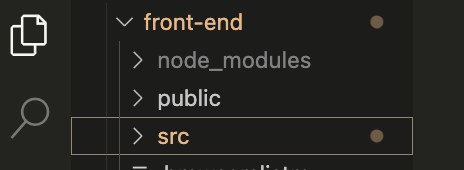 front-end
node_modules
public
src